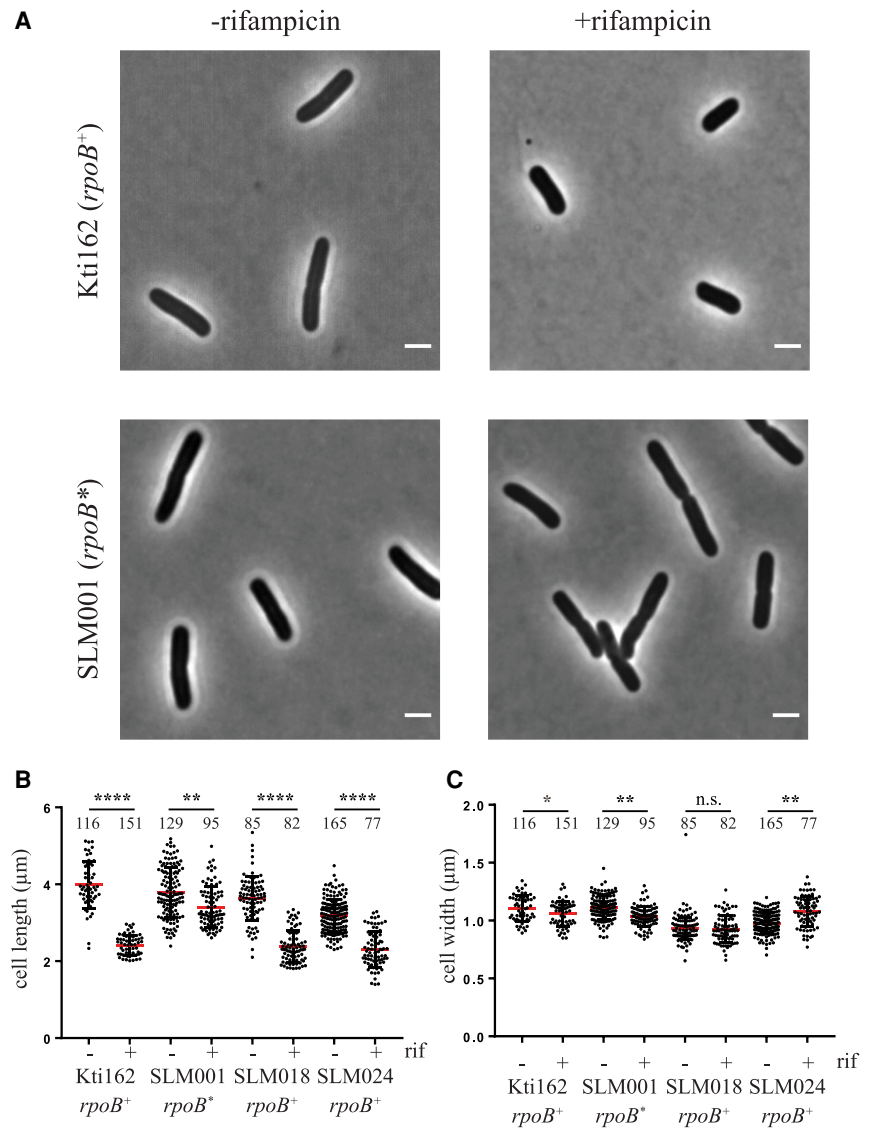 A
-rifampicin
+rifampicin
Kti162 (rpoB⁺)
SLM001 (rpoB*)
B
**** ** **** ****
116 151 129 95 85 82 165 77
6
4
2
0
cell length (μm)
- + - + - + - + rif
Kti162 SLM001 SLM018 SLM024
rpoB⁺ rpoB* rpoB⁺ rpoB⁺
C
* ** n.s. **
116 151 129 95 85 82 165 77
2.0
1.5
1.0
0.5
0.0
cell width (μm)
- + - + - + - + rif
Kti162 SLM001 SLM018 SLM024
rpoB⁺ rpoB* rpoB⁺ rpoB⁺